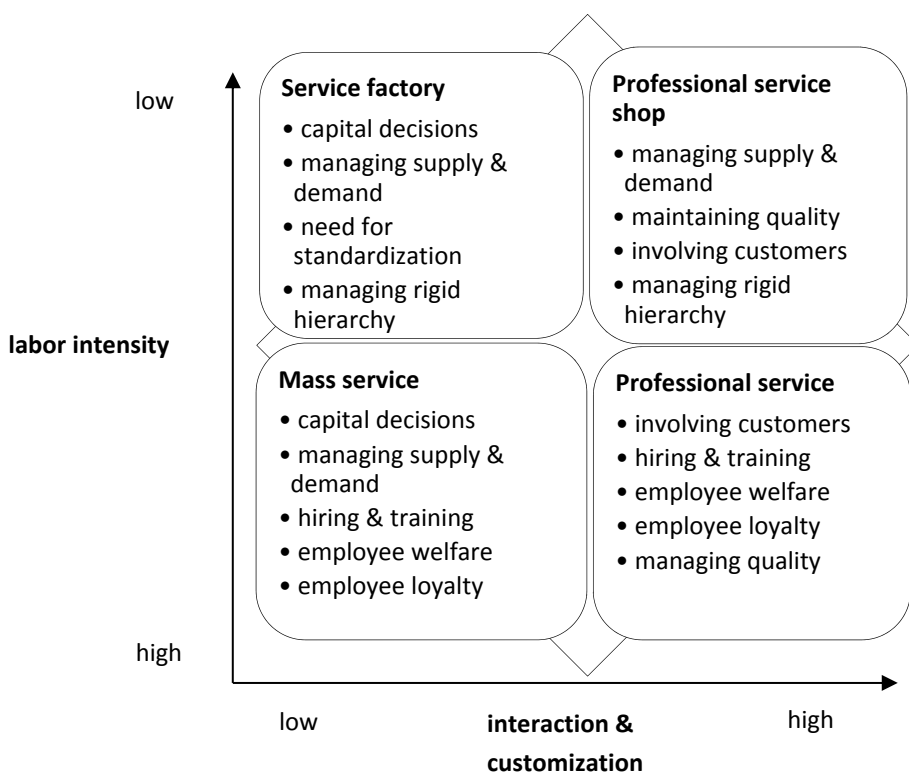 low
Service factory
• capital decisions
• managing supply &
demand
• need for
standardization
• managing rigid
hierarchy
Professional service
shop
• managing supply &
demand
• maintaining quality
• involving customers
• managing rigid
hierarchy
labor intensity
Mass service
• capital decisions
• managing supply &
demand
• hiring & training
• employee welfare
• employee loyalty
Professional service
• involving customers
• hiring & training
• employee welfare
• employee loyalty
• managing quality
high
low
interaction &
customization
high